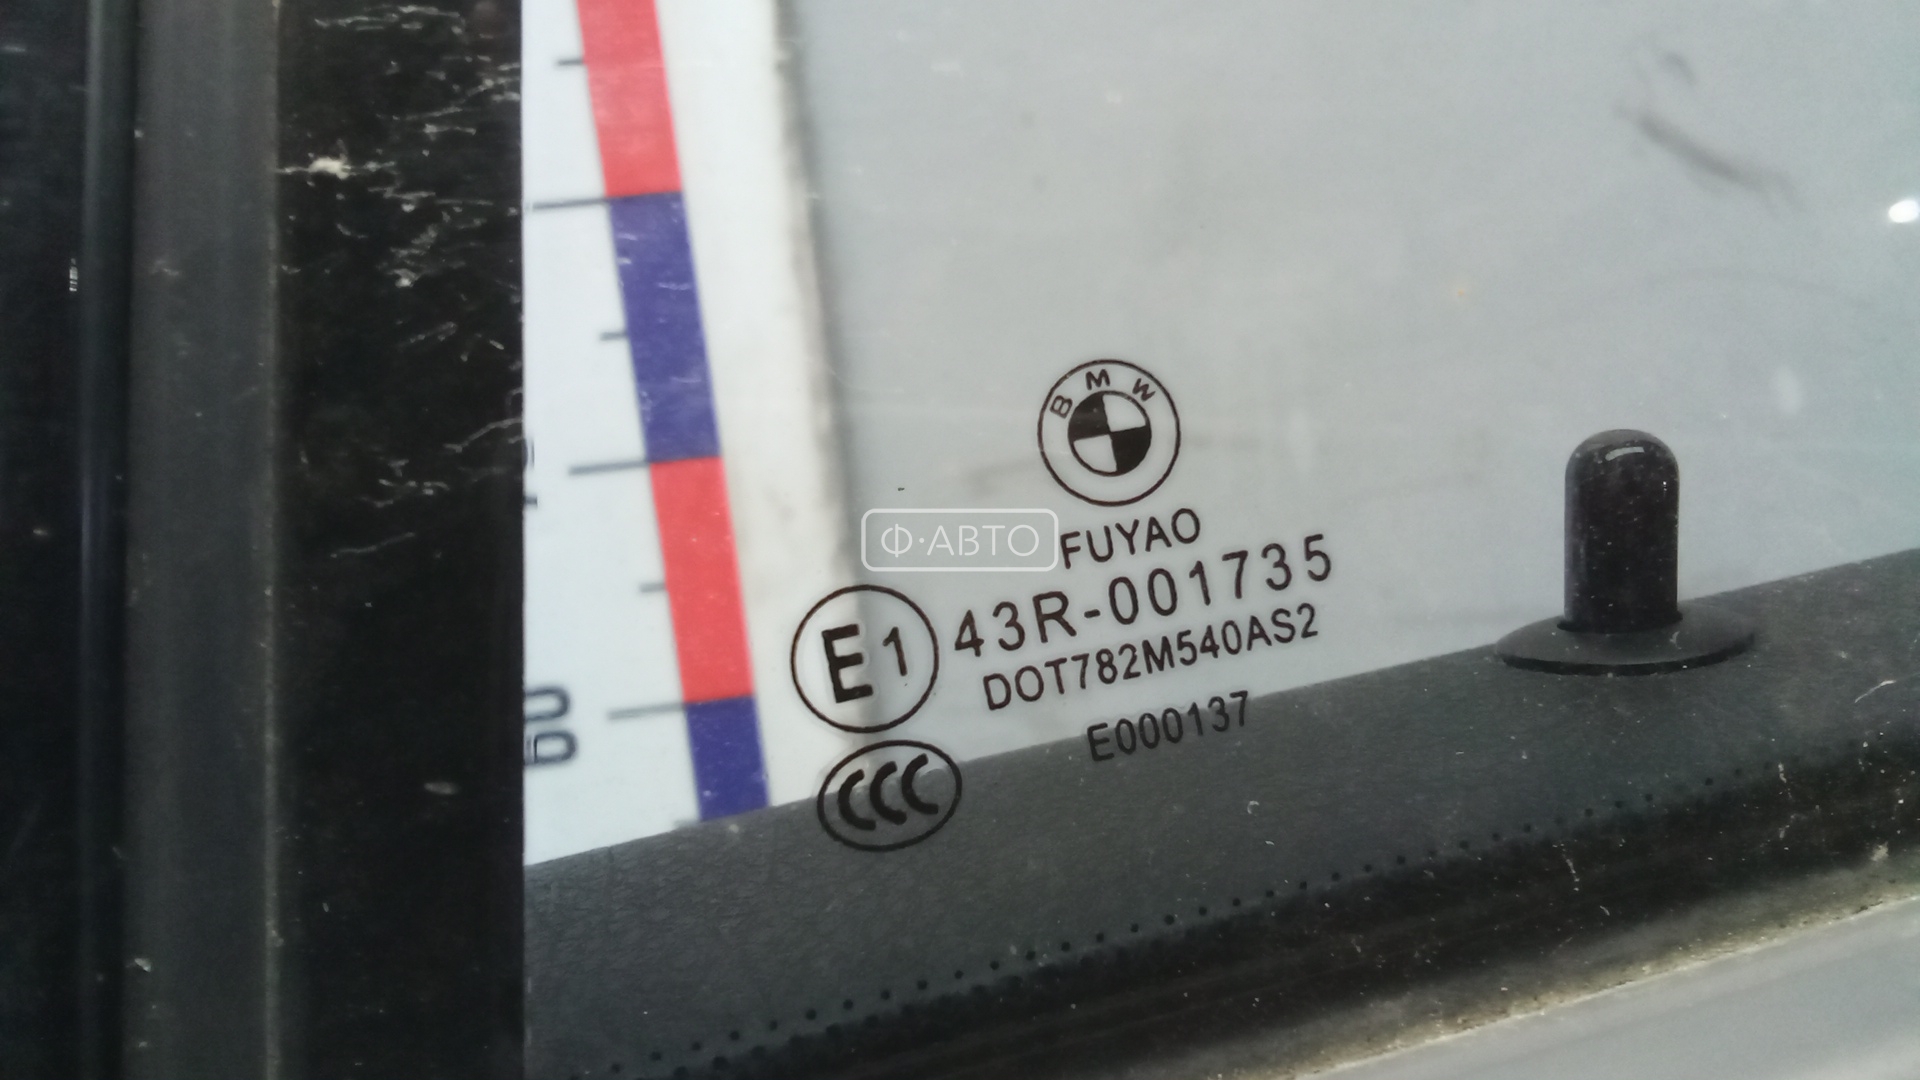 BMW
Ф·АВТО
FUYAO
E1 43R-001735
DOT782M540AS2
E000137
CCC
60